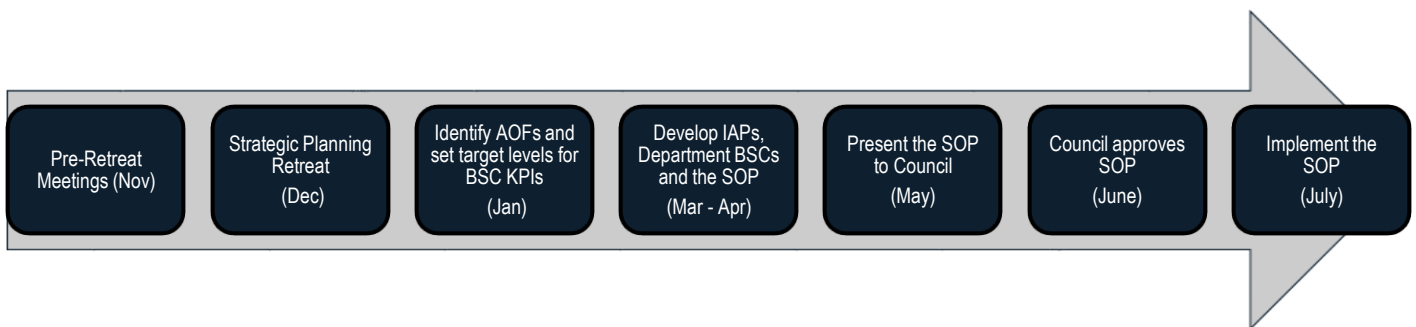 Pre-Retreat
Meetings (Nov)
Strategic Planning
Retreat
(Dec)
Identify AOFs and
set target levels for
BSC KPIs
(Jan)
Develop IAPs,
Department BSCs
and the SOP
(Mar - Apr)
Present the SOP
to Council
(May)
Council approves
SOP
(June)
Implement the
SOP
(July)